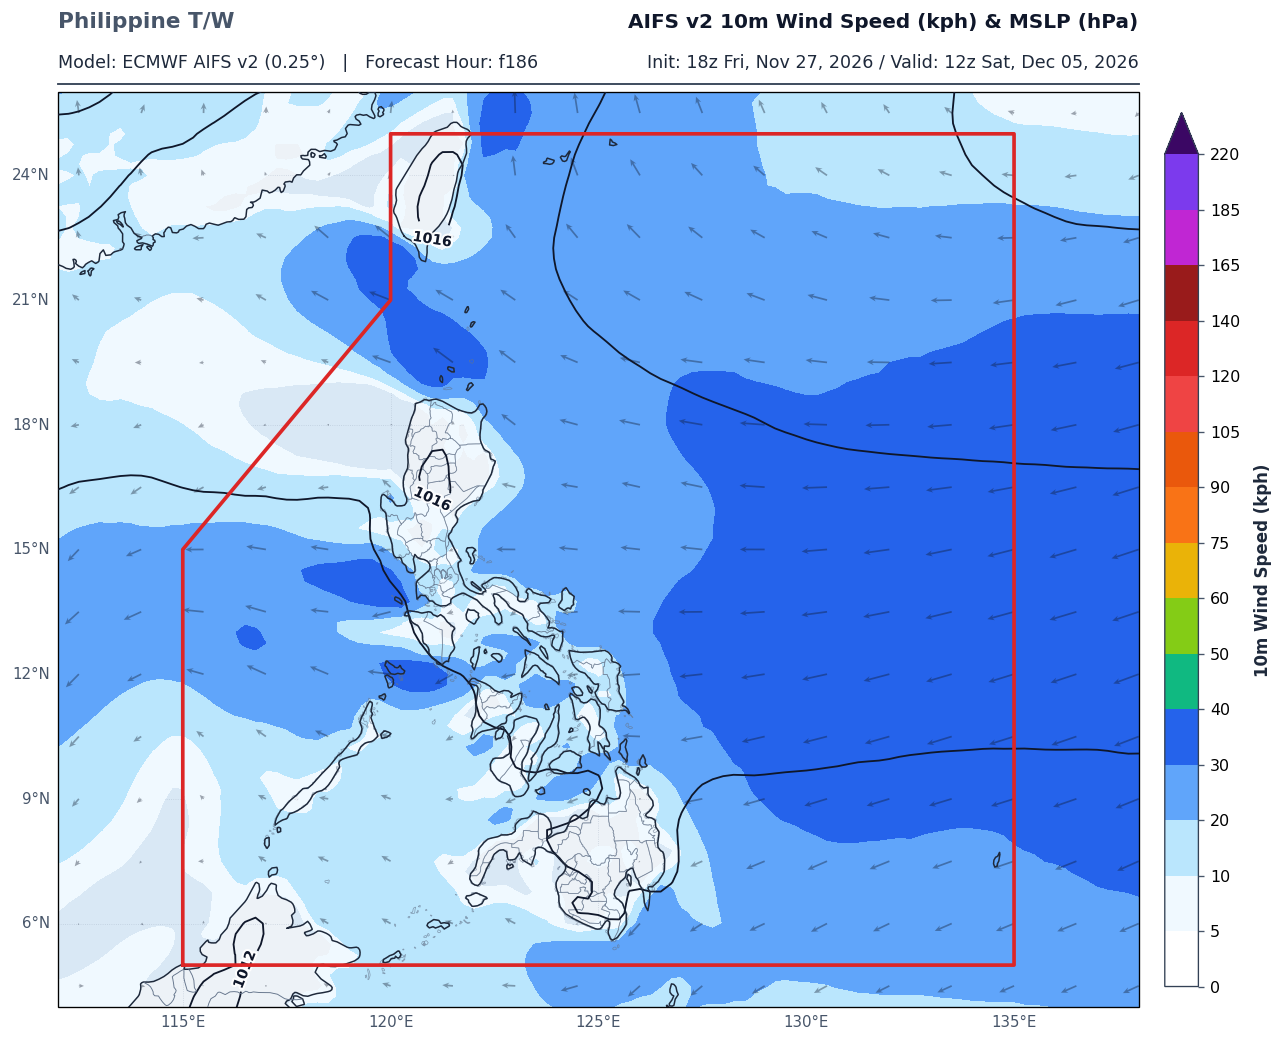 Philippine T/W
AIFS v2 10m Wind Speed (kph) & MSLP (hPa)
Model: ECMWF AIFS v2 (0.25°)   |   Forecast Hour: f186
Init: 18z Fri, Nov 27, 2026 / Valid: 12z Sat, Dec 05, 2026
24°N
21°N
18°N
15°N
12°N
9°N
6°N
1016
1016
1012
115°E
120°E
125°E
130°E
135°E
220
185
165
140
120
105
90
75
60
50
40
30
20
10
5
0
10m Wind Speed (kph)